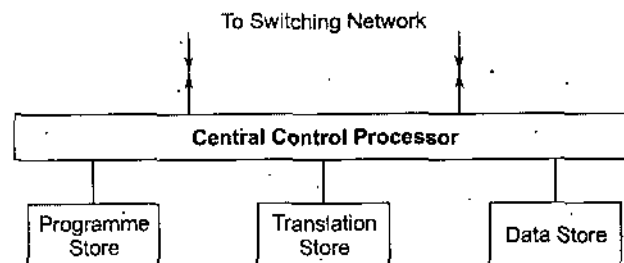 To Switching Network
Central Control Processor
Programme
Store
Translation
Store
Data Store